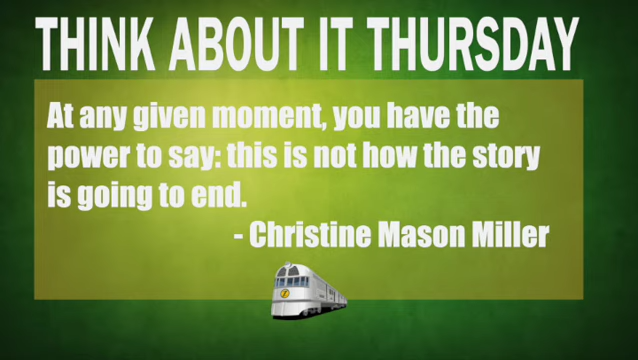 THINK ABOUT IT THURSDAY
At any given moment, you have the
power to say: this is not how the story
is going to end.
- Christine Mason Miller